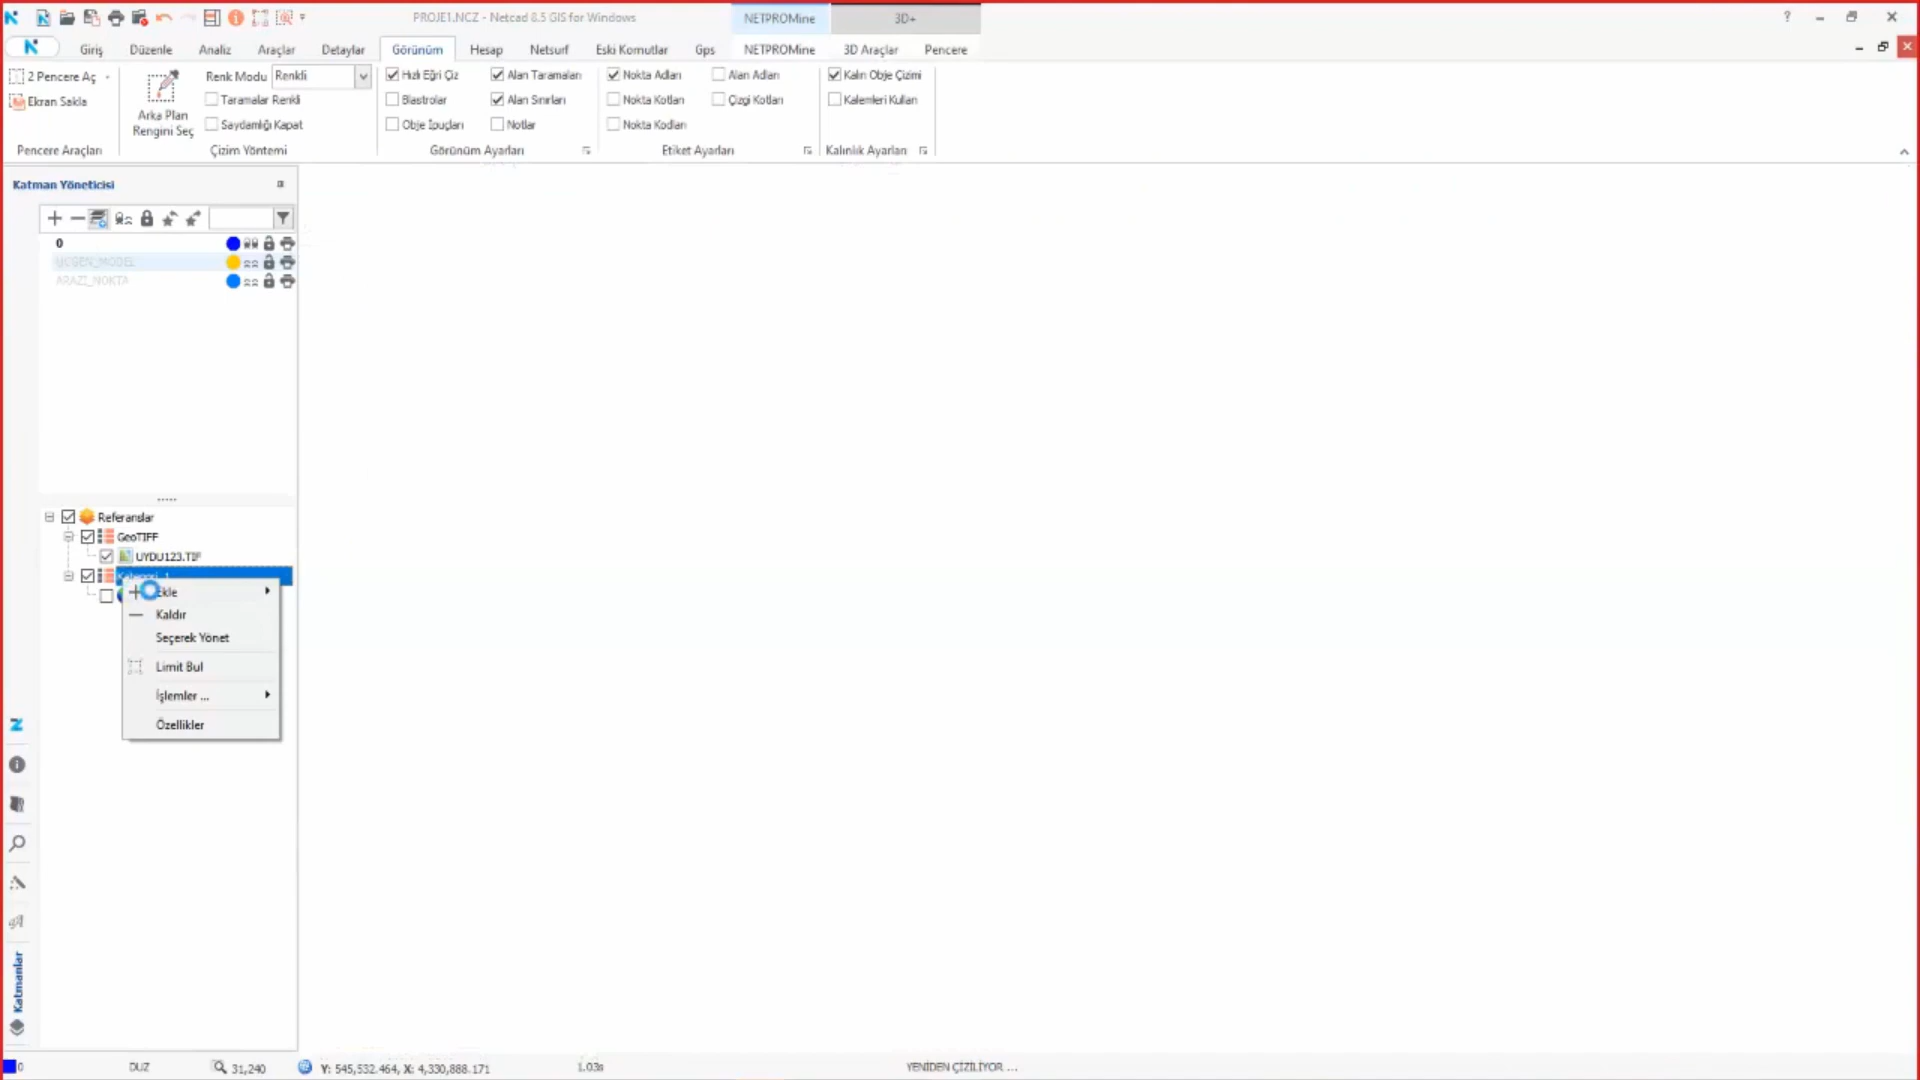 PROJE1.NCZ - Netcad 8.5 GIS for Windows
NETPROMine
3D+
?
Giriş
Düzenle
Analiz
Araçlar
Detaylar
Görünüm
Hesap
Netsurf
Eski Komutlar
Gps
NETPROMine
3D Araçlar
Pencere
2 Pencere Aç
Ekran Sakla
Pencere Araçları
Arka Plan
Rengini Seç
Renk Modu
Renkli
Taramalar Renkli
Saydamlığı Kapat
Çizim Yöntemi
Hızlı Eğri Çiz
Blastrolar
Obje İpuçları
Alan Taramaları
Alan Sınırları
Notlar
Görünüm Ayarları
Nokta Adları
Nokta Kotları
Nokta Kodları
Alan Adları
Çizgi Kotları
Etiket Ayarları
Kalın Obje Çizimi
Kalemleri Kullan
Kalınlık Ayarları
Katman Yöneticisi
0
UCGEN_MODEL
ARAZI_NOKTA
Referanslar
GeoTIFF
UYDU123.TIF
Ekle
Kaldır
Seçerek Yönet
Limit Bul
İşlemler ...
Özellikler
Katmanlar
0
DUZ
31,240
Y: 545,532.464, X: 4,330,888.171
1.03s
YENİDEN ÇİZİLİYOR ...